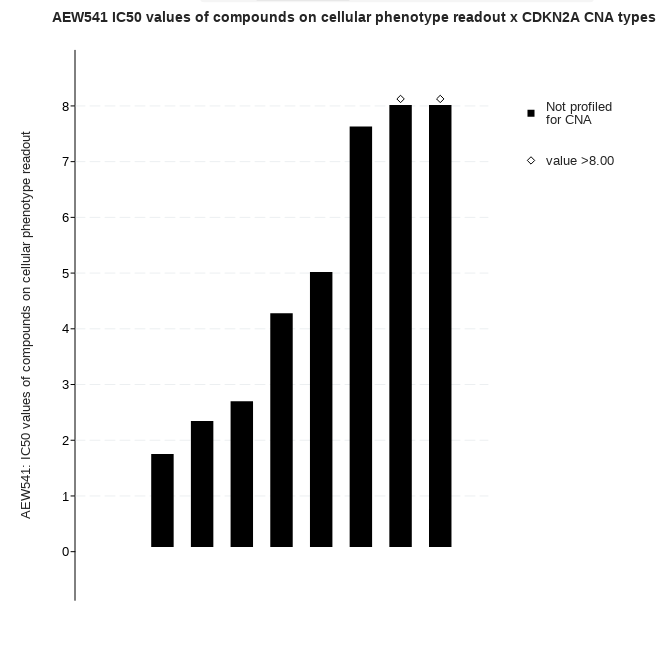 AEW541 IC50 values of compounds on cellular phenotype readout x CDKN2A CNA types
AEW541: IC50 values of compounds on cellular phenotype readout
8
7
6
5
4
3
2
1
0
Not profiled
for CNA
value >8.00